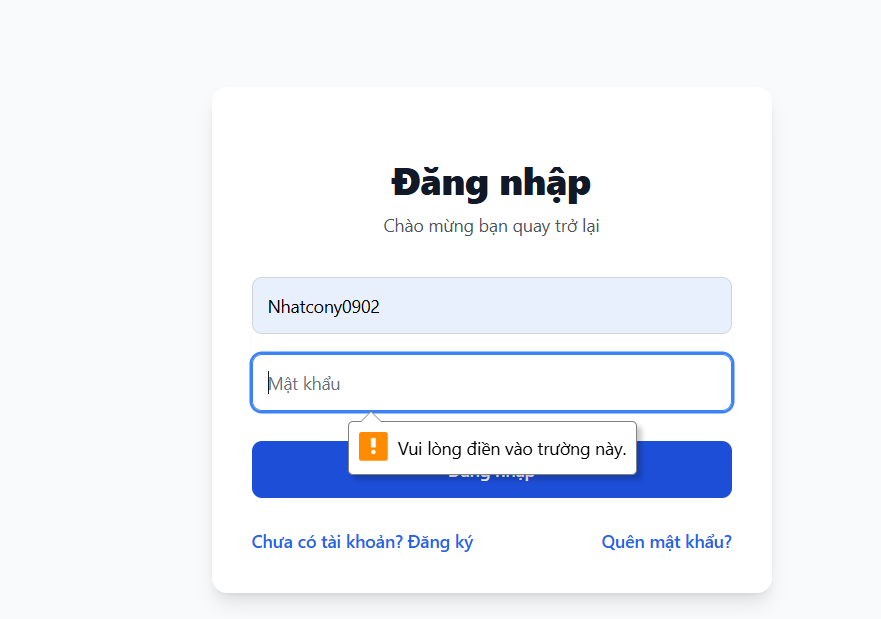 Đăng nhập
Chào mừng bạn quay trở lại
Nhatcony0902
Mật khẩu
Vui lòng điền vào trường này.
Đăng nhập
Chưa có tài khoản? Đăng ký
Quên mật khẩu?